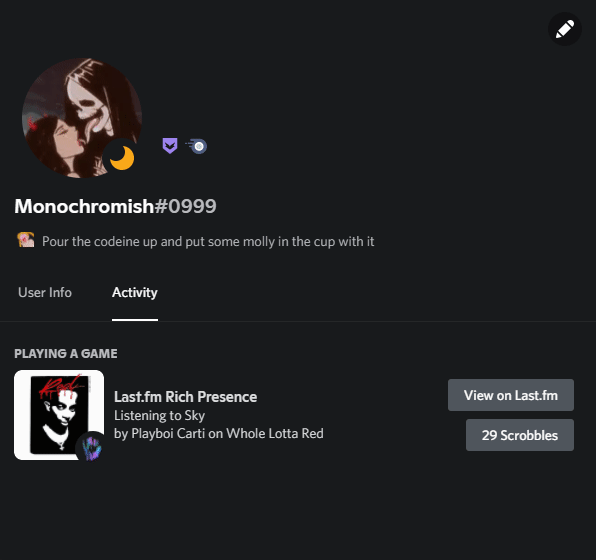 Monochromish#0999
Pour the codeine up and put some molly in the cup with it
User Info
Activity
PLAYING A GAME
Red
Last.fm Rich Presence
Listening to Sky
by Playboi Carti on Whole Lotta Red
View on Last.fm
29 Scrobbles